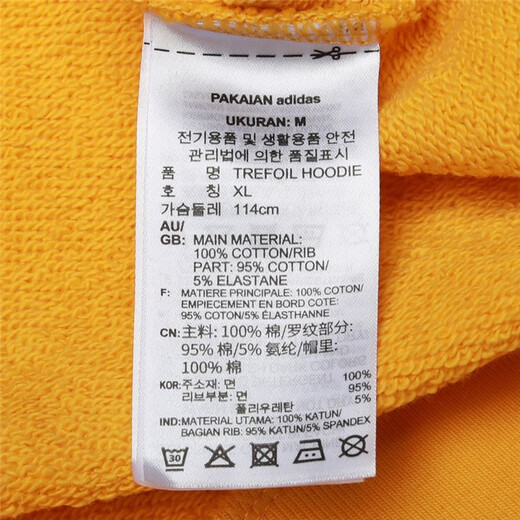 PAKAIAN adidas
UKURAN: M
전기용품 및 생활용품 안전
관리법에 의한 품질표시
품 명 TREFOIL HOODIE
호 칭 XL
가슴둘레 114cm
AU/
GB: MAIN MATERIAL:
100% COTTON/RIB
PART: 95% COTTON/
5% ELASTANE
F: MATIERE PRINCIPALE: 100% COTON/
EMPIECEMENT EN BORD COTE:
95% COTON/5% ÉLASTHANNE
CN: 主料: 100% 棉/罗纹部分:
95% 棉/5% 氨纶/帽里:
100% 棉
KOR: 주소재: 면 100%
리브부분: 면 95%
폴리우레탄 5%
IND: MATERIAL UTAMA: 100% KATUN/
BAGIAN RIB: 95% KATUN/5% SPANDEX
30